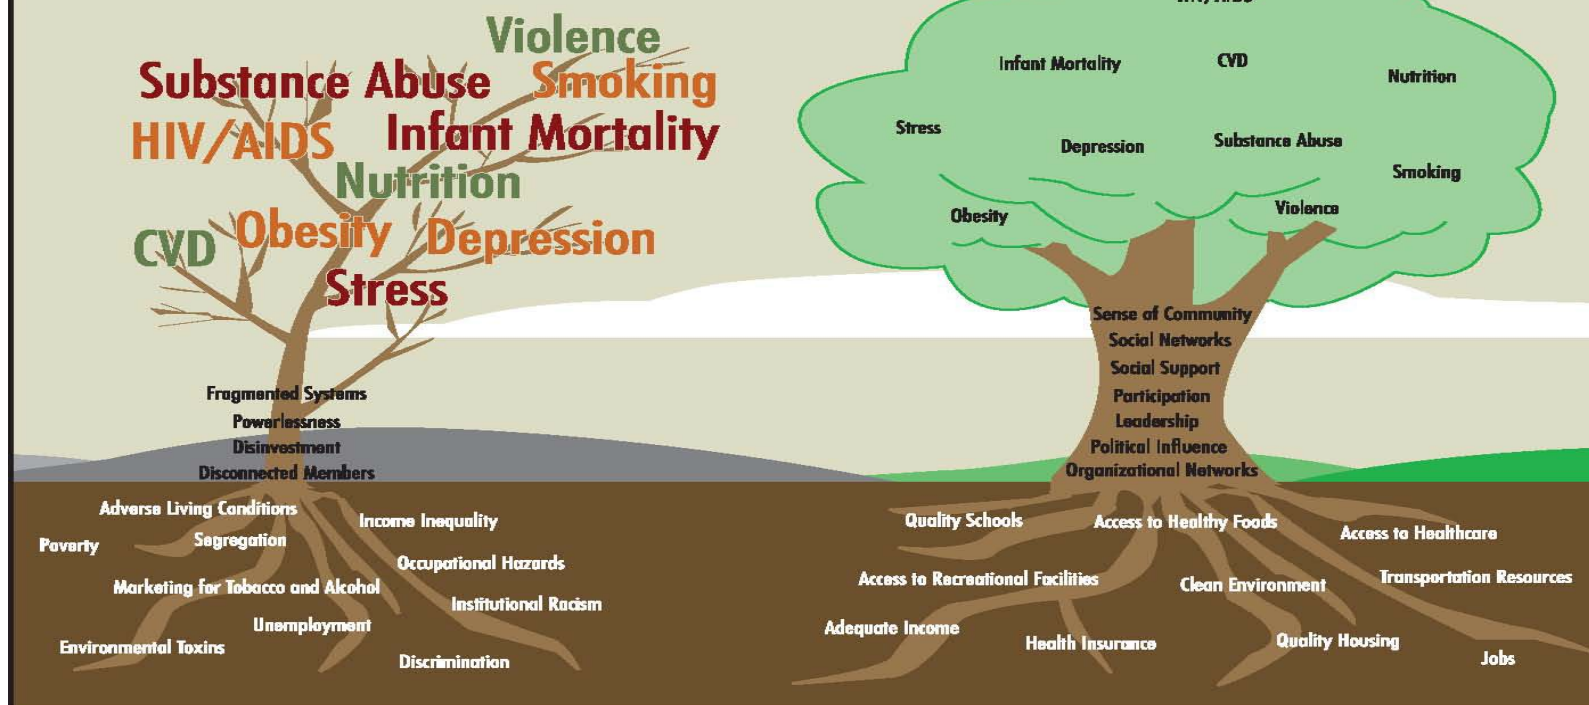 Violence
Substance Abuse
Smoking
HIV/AIDS
Infant Mortality
Nutrition
CVD
Obesity
Depression
Stress
Fragmented Systems
Powerlessness
Disinvestment
Disconnected Members
Adverse Living Conditions
Income Inequality
Poverty
Segregation
Occupational Hazards
Marketing for Tobacco and Alcohol
Institutional Racism
Unemployment
Environmental Toxins
Discrimination
Infant Mortality
CVD
Nutrition
Stress
Depression
Substance Abuse
Smoking
Obesity
Violence
Sense of Community
Social Networks
Social Support
Participation
Leadership
Political Influence
Organizational Networks
Quality Schools
Access to Healthy Foods
Access to Healthcare
Access to Recreational Facilities
Clean Environment
Transportation Resources
Adequate Income
Health Insurance
Quality Housing
Jobs